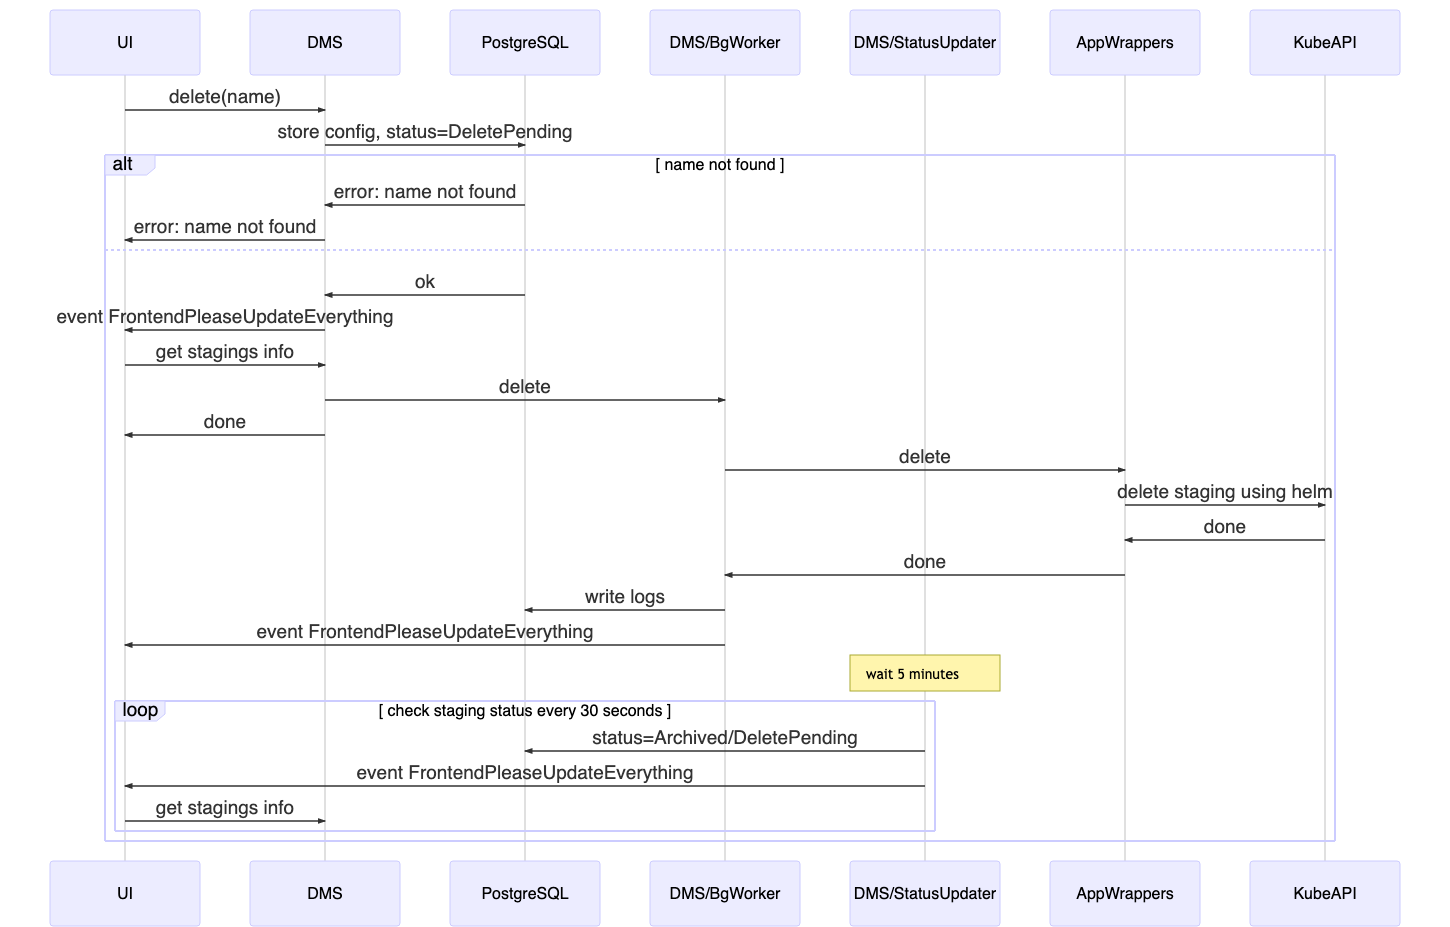 UI
DMS
PostgreSQL
DMS/BgWorker
DMS/StatusUpdater
AppWrappers
KubeAPI
delete(name)
store config, status=DeletePending
alt
[ name not found ]
error: name not found
error: name not found
ok
event FrontendPleaseUpdateEverything
get stagings info
delete
done
delete
delete staging using helm
done
done
write logs
event FrontendPleaseUpdateEverything
wait 5 minutes
loop
[ check staging status every 30 seconds ]
status=Archived/DeletePending
event FrontendPleaseUpdateEverything
get stagings info
UI
DMS
PostgreSQL
DMS/BgWorker
DMS/StatusUpdater
AppWrappers
KubeAPI